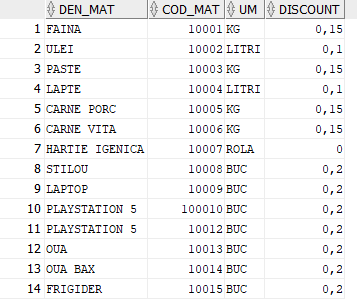 DEN_MAT COD_MAT UM DISCOUNT
1 FAINA 10001 KG 0,15
2 ULEI 10002 LITRI 0,1
3 PASTE 10003 KG 0,15
4 LAPTE 10004 LITRI 0,1
5 CARNE PORC 10005 KG 0,15
6 CARNE VITA 10006 KG 0,15
7 HARTIE IGENICA 10007 ROLA 0
8 STILOU 10008 BUC 0,2
9 LAPTOP 10009 BUC 0,2
10 PLAYSTATION 5 100010 BUC 0,2
11 PLAYSTATION 5 10012 BUC 0,2
12 OUA 10013 BUC 0,2
13 OUA BAX 10014 BUC 0,2
14 FRIGIDER 10015 BUC 0,2